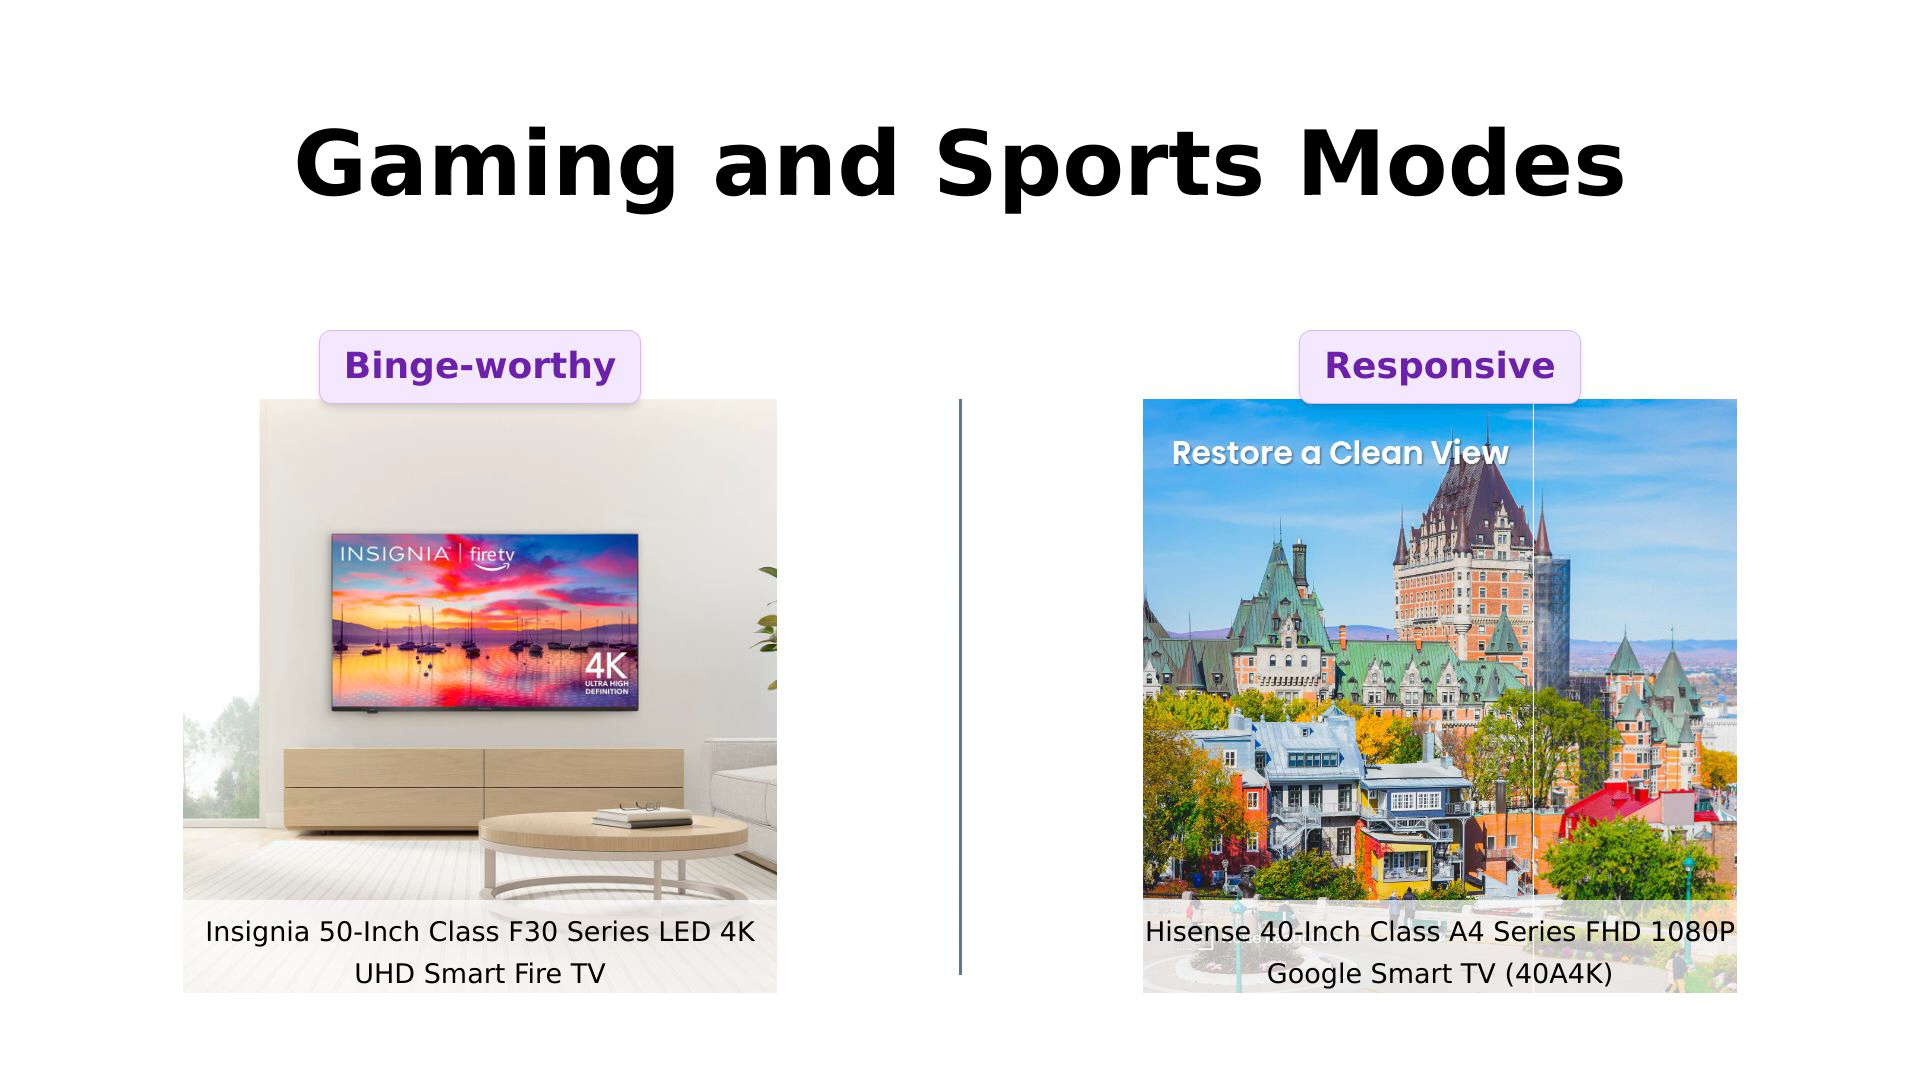 Gaming and Sports Modes
Binge-worthy
Responsive
INSIGNIA | firetv
4K
ULTRA HIGH
DEFINITION
Insignia 50-Inch Class F30 Series LED 4K
UHD Smart Fire TV
Restore a Clean View
Hisense 40-Inch Class A4 Series FHD 1080P
Google Smart TV (40A4K)